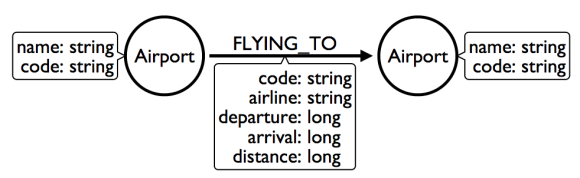 name: string
code: string
Airport
FLYING_TO
code: string
airline: string
departure: long
arrival: long
distance: long
Airport
name: string
code: string